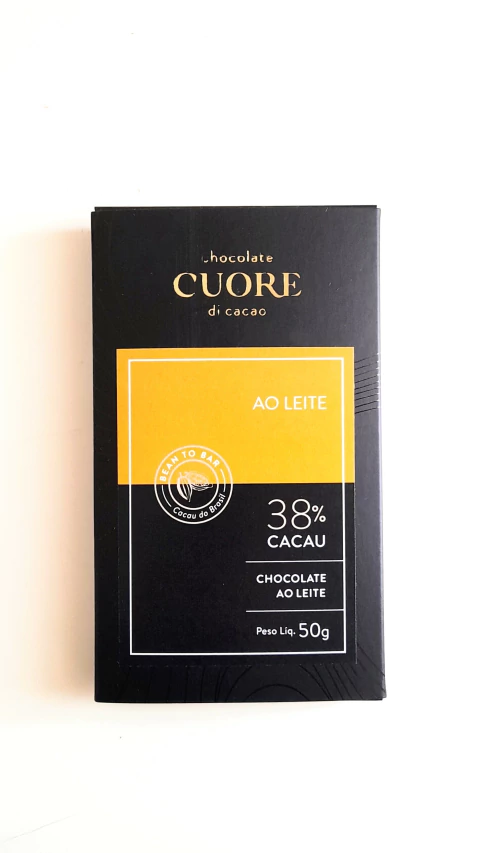 chocolate
CUORE
di cacao
AO LEITE
BEAN TO BAR
Cacau do Brasil
38%
CACAU
CHOCOLATE
AO LEITE
Peso Liq. 50g